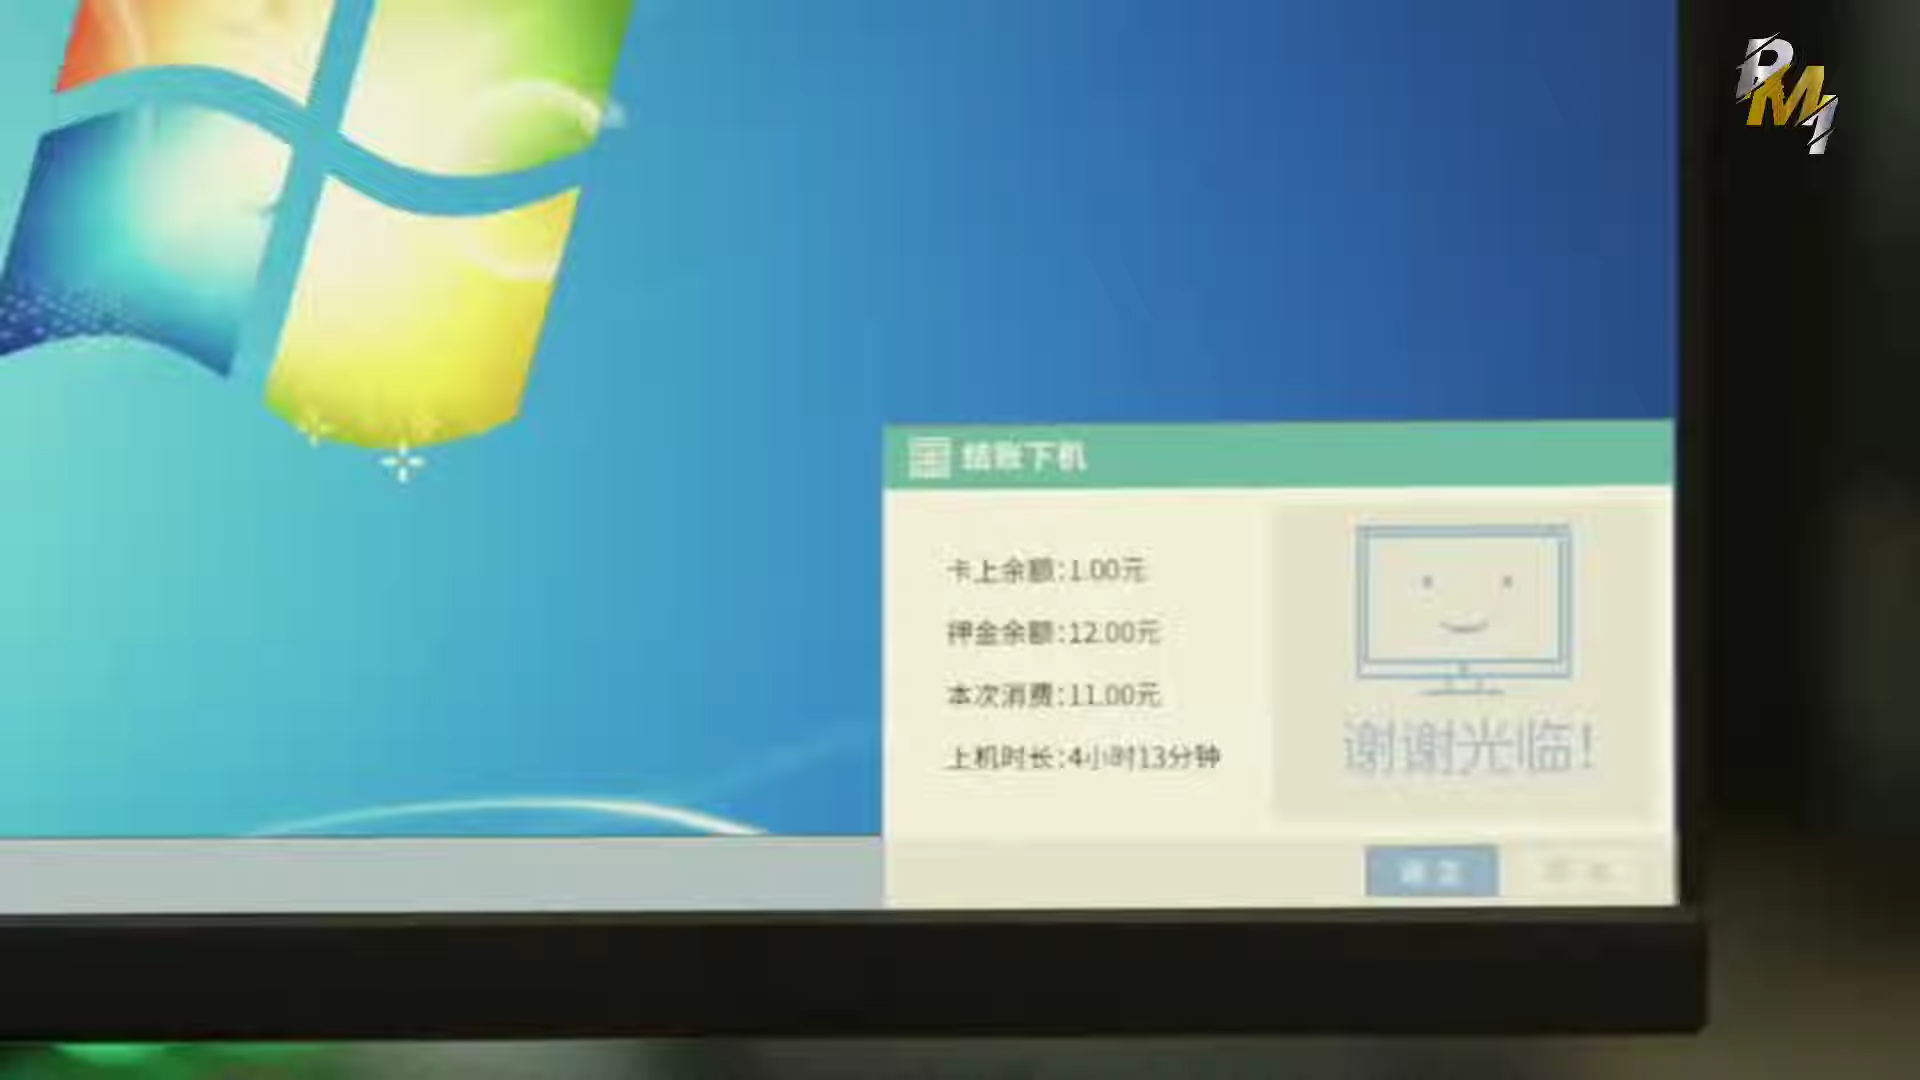 PM1
结账下机
卡上余额:1.00元
押金余额:12.00元
本次消费:11.00元
上机时长:4小时13分钟
谢谢光临!